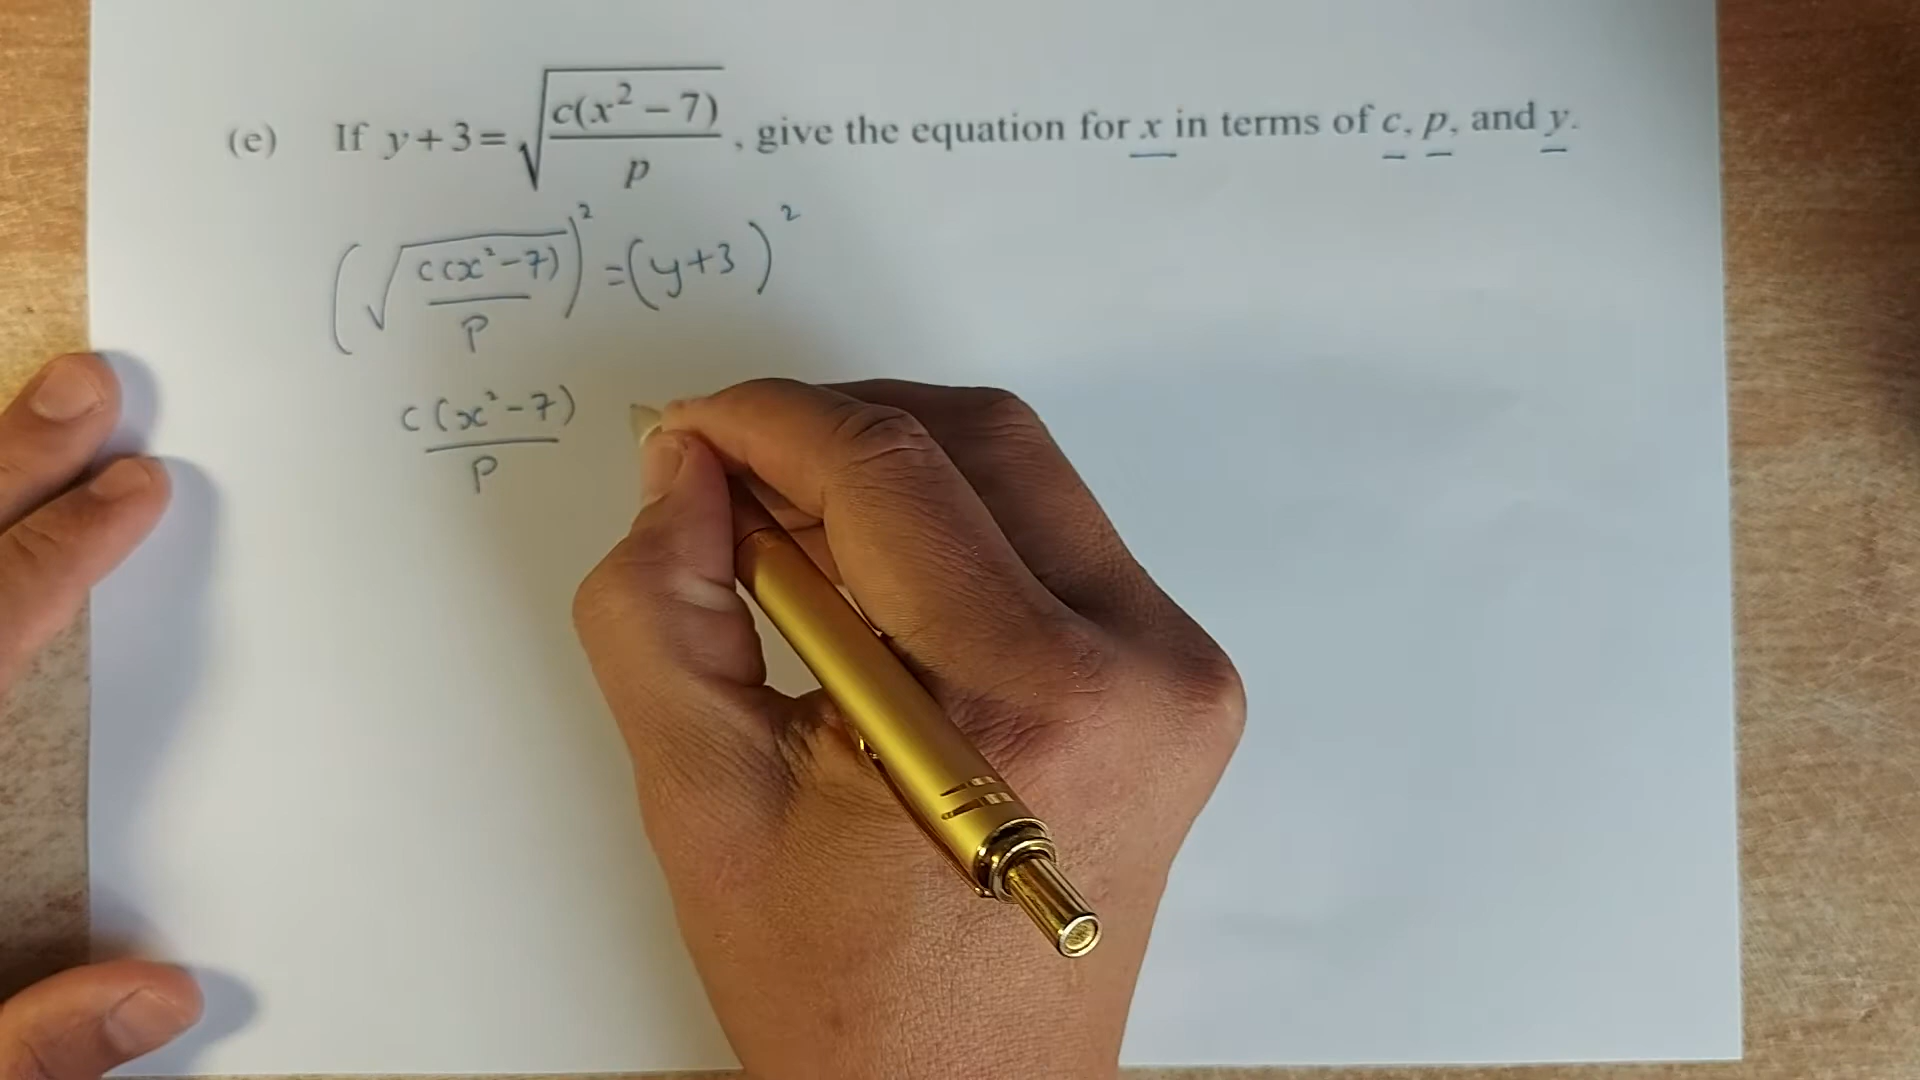 (e) If y+3=√(c(x²−7)/p), give the equation for x in terms of c, p, and y.
(√(c(x²-7)/p))² =(y+3)²
c(x²-7)/p